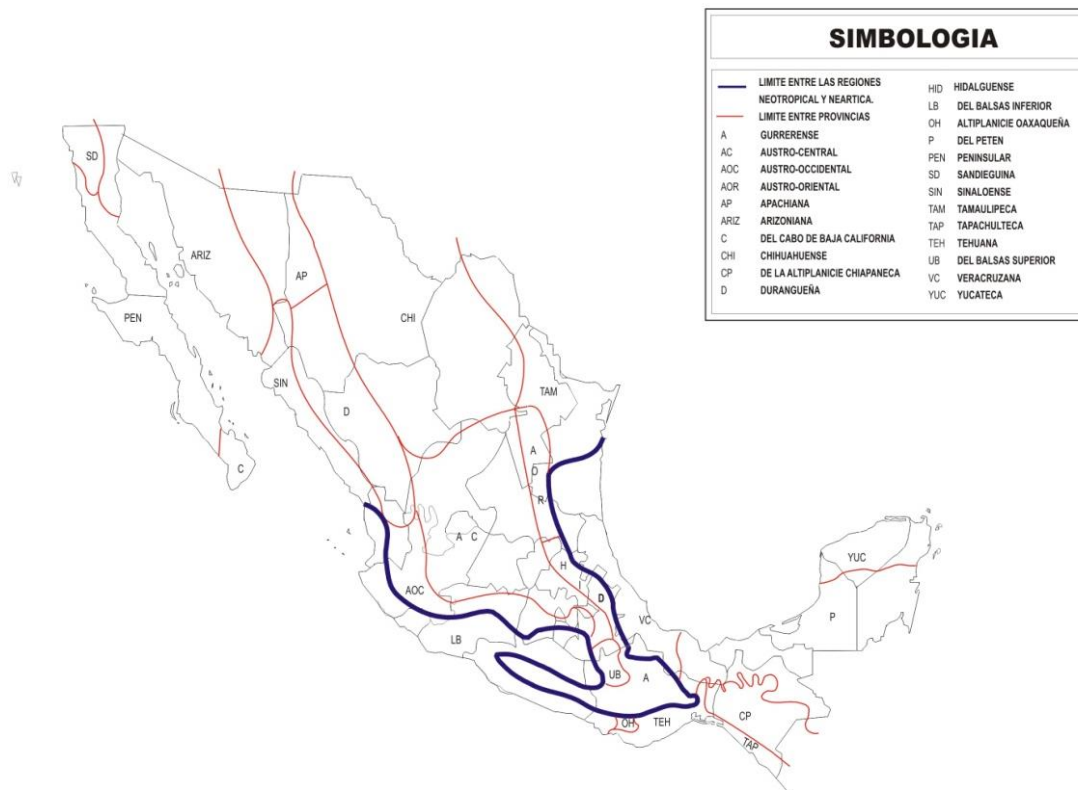 SIMBOLOGIA
LIMITE ENTRE LAS REGIONES
NEOTROPICAL Y NEARTICA.
LIMITE ENTRE PROVINCIAS
A GURRERENSE
AC AUSTRO-CENTRAL
AOC AUSTRO-OCCIDENTAL
AOR AUSTRO-ORIENTAL
AP APACHIANA
ARIZ ARIZONIANA
C DEL CABO DE BAJA CALIFORNIA
CHI CHIHUAHUENSE
CP DE LA ALTIPLANICIE CHIAPANECA
D DURANGUEÑA
HID HIDALGUENSE
LB DEL BALSAS INFERIOR
OH ALTIPLANICIE OAXAQUEÑA
P DEL PETEN
PEN PENINSULAR
SD SANDIEGUINA
SIN SINALOENSE
TAM TAMAULIPECA
TAP TAPACHULTECA
TEH TEHUANA
UB DEL BALSAS SUPERIOR
VC VERACRUZANA
YUC YUCATECA
SD
ARIZ
AP
PEN
CHI
SIN
D
TAM
C
A
O
R
A C
H
I
D
YUC
AOC
P
VC
LB
UB
A
OH
TEH
CP
TAP